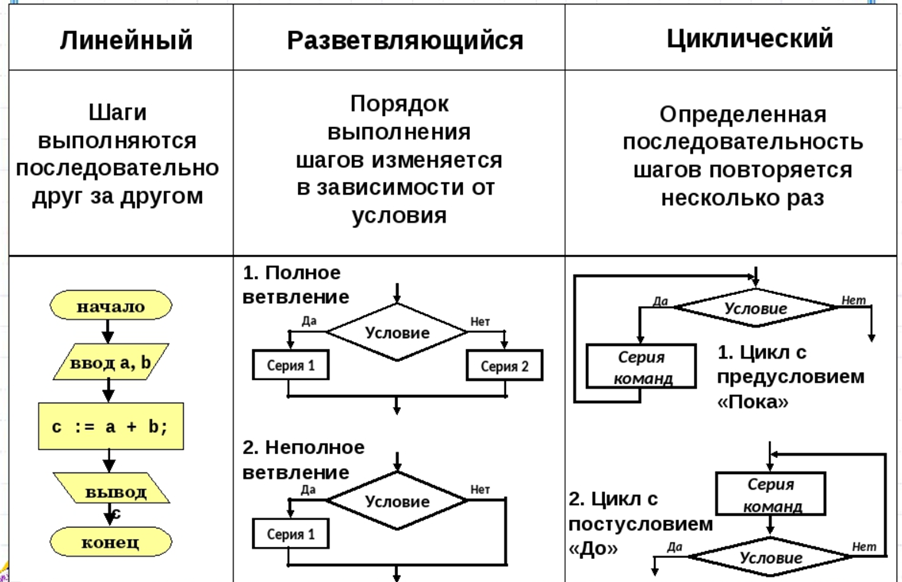 Линейный
Разветвляющийся
Циклический
Шаги
выполняются
последовательно
друг за другом
Порядок
выполнения
шагов изменяется
в зависимости от
условия
Определенная
последовательность
шагов повторяется
несколько раз
начало
ввод a, b
c := a + b;
вывод
c
конец
1. Полное
ветвление
Да
Условие
Нет
Серия 1
Серия 2
2. Неполное
ветвление
Да
Условие
Нет
Серия 1
Да
Условие
Нет
Серия
команд
1. Цикл с
предусловием
«Пока»
Серия
команд
2. Цикл с
постусловием
«До»
Да
Условие
Нет